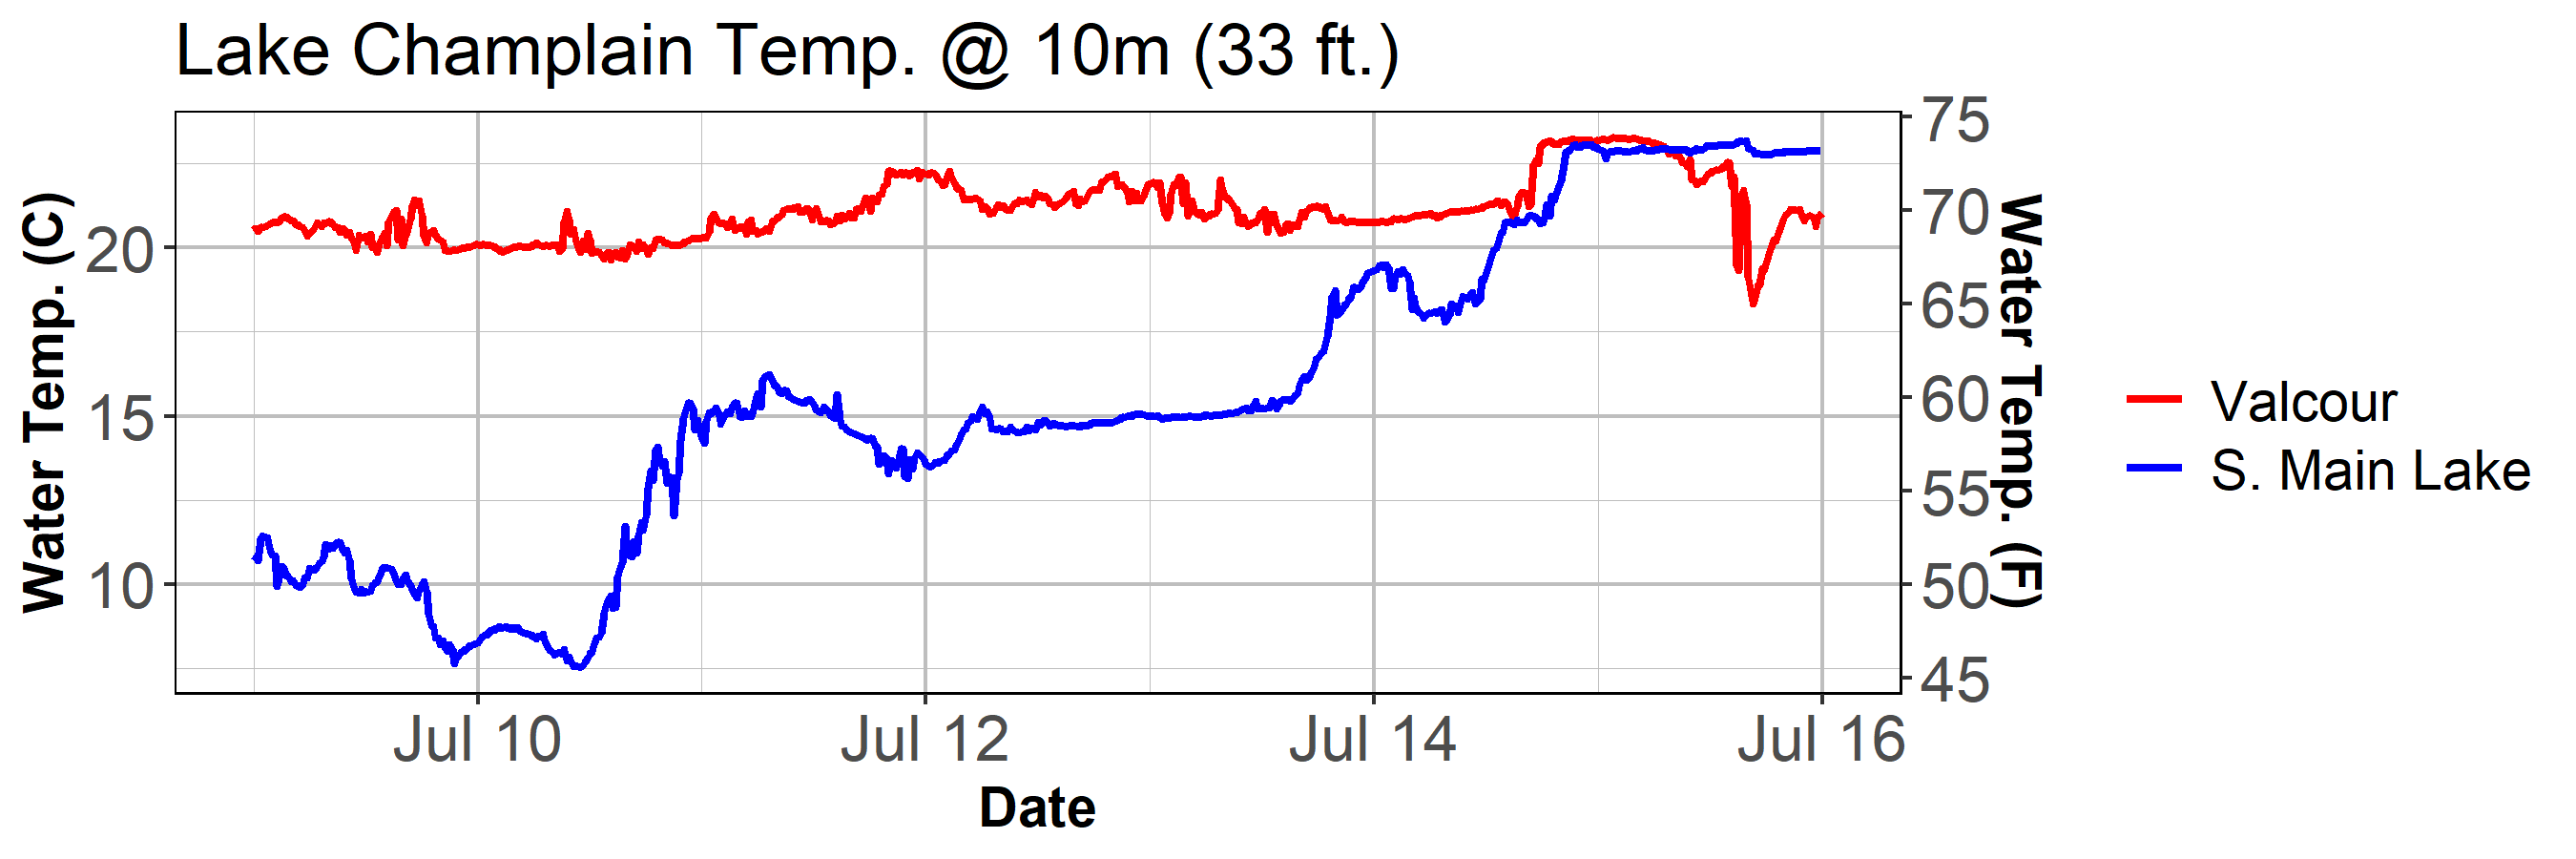 Lake Champlain Temp. @ 10m (33 ft.)
Water Temp. (C)
20
15
10
75
70
65
60
55
50
45
Water Temp. (F)
Jul 10
Jul 12
Jul 14
Jul 16
Date
Valcour
S. Main Lake